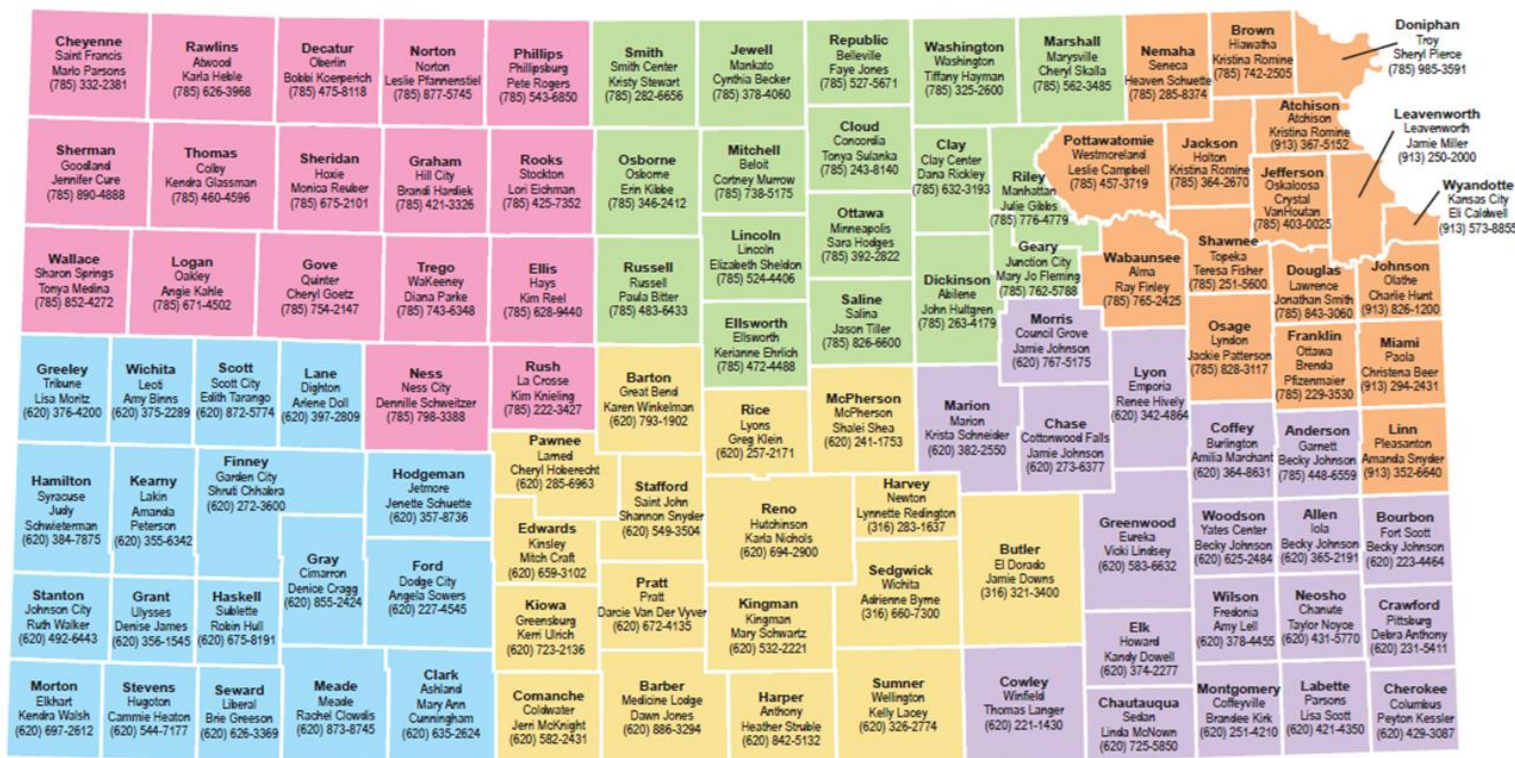 Cheyenne
Saint Francis
Marlo Parsons
(785) 332-2381
Rawlins
Atwood
Karla Heble
(785) 626-3968
Decatur
Oberlin
Bobbi Koerperich
(785) 475-8118
Norton
Norton
Leslie Pfannenstiel
(785) 877-5745
Phillips
Phillipsburg
Pete Rogers
(785) 543-6850
Smith
Smith Center
Kristy Stewart
(785) 282-6656
Jewell
Mankato
Cynthia Becker
(785) 378-4060
Republic
Belleville
Faye Jones
(785) 527-5671
Washington
Washington
Tiffany Hayman
(785) 325-2600
Marshall
Marysville
Cheryl Skalla
(785) 562-3485
Nemaha
Seneca
Heaven Schuette
(785) 285-8374
Brown
Hiawatha
Kristina Romine
(785) 742-2505
Doniphan
Troy
Sheryl Pierce
(785) 985-3591
Sherman
Goodland
Jennifer Cure
(785) 890-4888
Thomas
Colby
Kendra Glassman
(785) 460-4596
Sheridan
Hoxie
Monica Reuber
(785) 675-2101
Graham
Hill City
Brandi Hardiek
(785) 421-3326
Rooks
Stockton
Lori Eichman
(785) 425-7352
Osborne
Osborne
Erin Kibbe
(785) 346-2412
Mitchell
Beloit
Cortney Murrow
(785) 738-5175
Cloud
Concordia
Tonya Sulanka
(785) 243-8140
Clay
Clay Center
Dana Rickley
(785) 632-3193
Riley
Manhattan
Julie Gibbs
(785) 776-4779
Pottawatomie
Westmoreland
Leslie Campbell
(785) 457-3719
Jackson
Holton
Kristina Romine
(785) 364-2670
Atchison
Atchison
Kristina Romine
(913) 367-5152
Jefferson
Oskaloosa
Crystal
VanHoutan
(785) 403-0025
Leavenworth
Leavenworth
Jamie Miller
(913) 250-2000
Wyandotte
Kansas City
Eli Caldwell
(913) 573-8855
Wallace
Sharon Springs
Tonya Medina
(785) 852-4272
Logan
Oakley
Angie Kahle
(785) 671-4502
Gove
Quinter
Cheryl Goetz
(785) 754-2147
Trego
WaKeeney
Diana Parke
(785) 743-6348
Ellis
Hays
Kim Reel
(785) 628-9440
Russell
Russell
Paula Bitter
(785) 483-6433
Lincoln
Lincoln
Elizabeth Sheldon
(785) 524-4406
Ottawa
Minneapolis
Sara Hodges
(785) 392-2822
Saline
Salina
Jason Tiller
(785) 826-6600
Dickinson
Abilene
John Hultgren
(785) 263-4179
Geary
Junction City
Mary Jo Fleming
(785) 762-5788
Wabaunsee
Alma
Ray Finley
(785) 765-2425
Shawnee
Topeka
Teresa Fisher
(785) 251-5600
Douglas
Lawrence
Jonathan Smith
(785) 843-3060
Johnson
Olathe
Charlie Hunt
(913) 826-1200
Ellsworth
Ellsworth
Kerianne Ehrlich
(785) 472-4488
Morris
Council Grove
Jamie Johnson
(620) 767-5175
Osage
Lyndon
Jackie Patterson
(785) 828-3117
Franklin
Ottawa
Brenda
Pfizenmaier
(785) 229-3530
Miami
Paola
Christena Beer
(913) 294-2431
Greeley
Tribune
Lisa Moritz
(620) 376-4200
Wichita
Leoti
Amy Binns
(620) 375-2289
Scott
Scott City
Edith Tarango
(620) 872-5774
Lane
Dighton
Arlene Doll
(620) 397-2809
Ness
Ness City
Dennille Schweitzer
(785) 798-3388
Rush
La Crosse
Kim Knieling
(785) 222-3427
Barton
Great Bend
Karen Winkelman
(620) 793-1902
Rice
Lyons
Greg Klein
(620) 257-2171
McPherson
McPherson
Shalei Shea
(620) 241-1753
Marion
Marion
Krista Schneider
(620) 382-2550
Chase
Cottonwood Falls
Jamie Johnson
(620) 273-6377
Lyon
Emporia
Renee Hively
(620) 342-4864
Coffey
Burlington
Amilia Marchant
(620) 364-8631
Anderson
Garnett
Becky Johnson
(785) 448-6559
Linn
Pleasanton
Amanda Snyder
(913) 352-6640
Hamilton
Syracuse
Judy
Schwieterman
(620) 384-7875
Kearny
Lakin
Amanda
Peterson
(620) 355-6342
Finney
Garden City
Shruti Chhabra
(620) 272-3600
Hodgeman
Jetmore
Jenette Schuette
(620) 357-8736
Pawnee
Larned
Cheryl Hoberecht
(620) 285-6963
Stafford
Saint John
Shannon Snyder
(620) 549-3504
Reno
Hutchinson
Karla Nichols
(620) 694-2900
Harvey
Newton
Lynnette Redington
(316) 283-1637
Butler
El Dorado
Jamie Downs
(316) 321-3400
Greenwood
Eureka
Vicki Lindsey
(620) 583-6632
Woodson
Yates Center
Becky Johnson
(620) 625-2484
Allen
Iola
Becky Johnson
(620) 365-2191
Bourbon
Fort Scott
Becky Johnson
(620) 223-4464
Gray
Cimarron
Denice Cragg
(620) 855-2424
Ford
Dodge City
Angela Sowers
(620) 227-4545
Edwards
Kinsley
Mitch Craft
(620) 659-3102
Pratt
Pratt
Darcie Van Der Vyver
(620) 672-4135
Sedgwick
Wichita
Adrienne Byrne
(316) 660-7300
Stanton
Johnson City
Ruth Walker
(620) 492-6443
Grant
Ulysses
Denise James
(620) 356-1545
Haskell
Sublette
Robin Hull
(620) 675-8191
Kiowa
Greensburg
Kerri Ulrich
(620) 723-2136
Kingman
Kingman
Mary Schwartz
(620) 532-2221
Elk
Howard
Kandy Dowell
(620) 374-2277
Wilson
Fredonia
Amy Lell
(620) 378-4455
Neosho
Chanute
Taylor Noyce
(620) 431-5770
Crawford
Pittsburg
Debra Anthony
(620) 231-5411
Morton
Elkhart
Kendra Walsh
(620) 697-2612
Stevens
Hugoton
Cammie Heaton
(620) 544-7177
Seward
Liberal
Brie Greeson
(620) 626-3369
Meade
Meade
Rachel Clowdis
(620) 873-8745
Clark
Ashland
Mary Ann
Cunningham
(620) 635-2624
Comanche
Coldwater
Jerri McKnight
(620) 582-2431
Barber
Medicine Lodge
Dawn Jones
(620) 886-3294
Harper
Anthony
Heather Struble
(620) 842-5132
Sumner
Wellington
Kelly Lacey
(620) 326-2774
Cowley
Winfield
Thomas Langer
(620) 221-1430
Chautauqua
Sedan
Linda McNown
(620) 725-5850
Montgomery
Coffeyville
Brandee Kirk
(620) 251-4210
Labette
Parsons
Lisa Scott
(620) 421-4350
Cherokee
Columbus
Peyton Kessler
(620) 429-3087